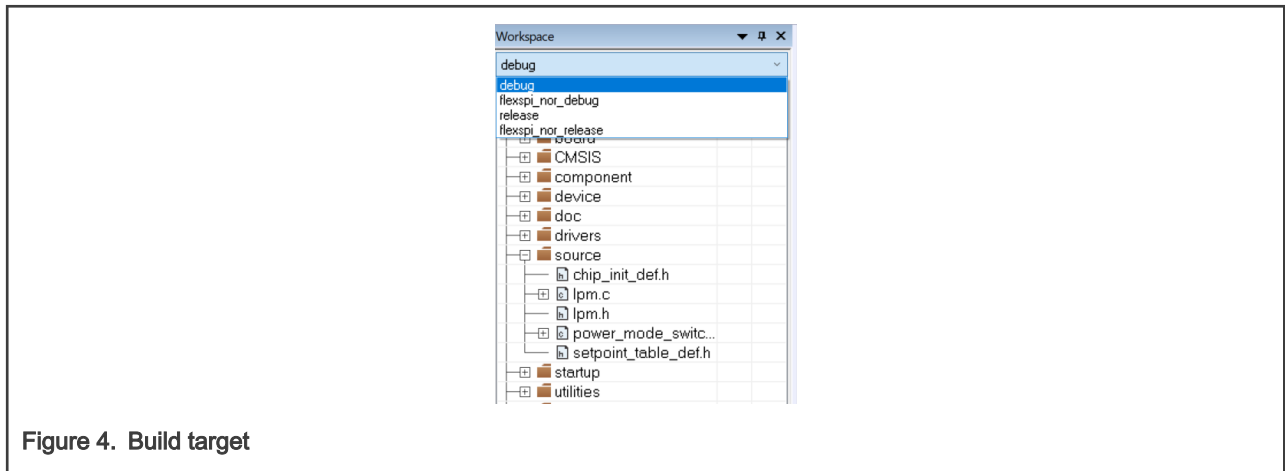 Workspace
debug
debug
flexspi_nor_debug
release
flexspi_nor_release
board
CMSIS
component
device
doc
drivers
source
chip_init_def.h
lpm.c
lpm.h
power_mode_switc...
setpoint_table_def.h
startup
utilities
Figure 4. Build target